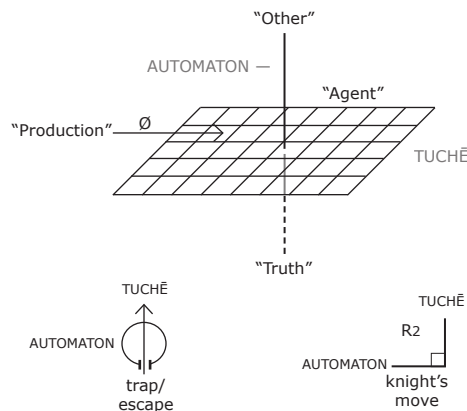 “Other”
AUTOMATON —
“Agent”
“Production”
Ø
TUCHĒ
“Truth”
TUCHĒ
AUTOMATON
trap/
escape
TUCHĒ
R2
AUTOMATON
knight’s
move